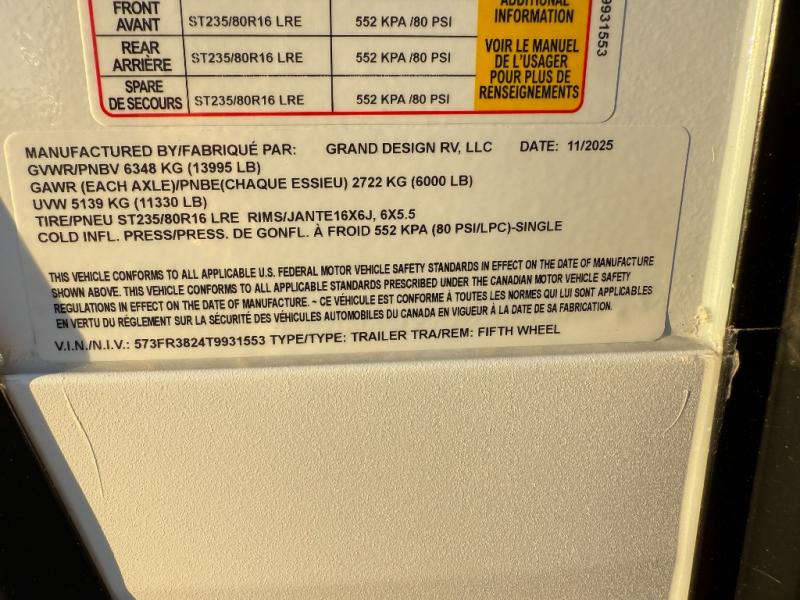 FRONT
AVANT
ST235/80R16 LRE
552 KPA /80 PSI
ADDITIONAL
INFORMATION
REAR
ARRIÈRE
ST235/80R16 LRE
552 KPA /80 PSI
VOIR LE MANUEL
DE L'USAGER
POUR PLUS DE
RENSEIGNEMENTS
SPARE
DE SECOURS
ST235/80R16 LRE
552 KPA /80 PSI
9931553
MANUFACTURED BY/FABRIQUÉ PAR: GRAND DESIGN RV, LLC DATE: 11/2025
GVWR/PNBV 6348 KG (13995 LB)
GAWR (EACH AXLE)/PNBE(CHAQUE ESSIEU) 2722 KG (6000 LB)
UVW 5139 KG (11330 LB)
TIRE/PNEU ST235/80R16 LRE RIMS/JANTE16X6J, 6X5.5
COLD INFL. PRESS/PRESS. DE GONFL. À FROID 552 KPA (80 PSI/LPC)-SINGLE
THIS VEHICLE CONFORMS TO ALL APPLICABLE U.S. FEDERAL MOTOR VEHICLE SAFETY STANDARDS IN EFFECT ON THE DATE OF MANUFACTURE
SHOWN ABOVE. THIS VEHICLE CONFORMS TO ALL APPLICABLE STANDARDS PRESCRIBED UNDER THE CANADIAN MOTOR VEHICLE SAFETY
REGULATIONS IN EFFECT ON THE DATE OF MANUFACTURE. ~ CE VÉHICULE EST CONFORME À TOUTES LES NORMES QUI LUI SONT APPLICABLES
EN VERTU DU RÉGLEMENT SUR LA SÉCURITÉ DES VÉHICULES AUTOMOBILES DU CANADA EN VIGUEUR À LA DATE DE SA FABRICATION.
V.I.N./N.I.V.: 573FR3824T9931553 TYPE/TYPE: TRAILER TRA/REM: FIFTH WHEEL